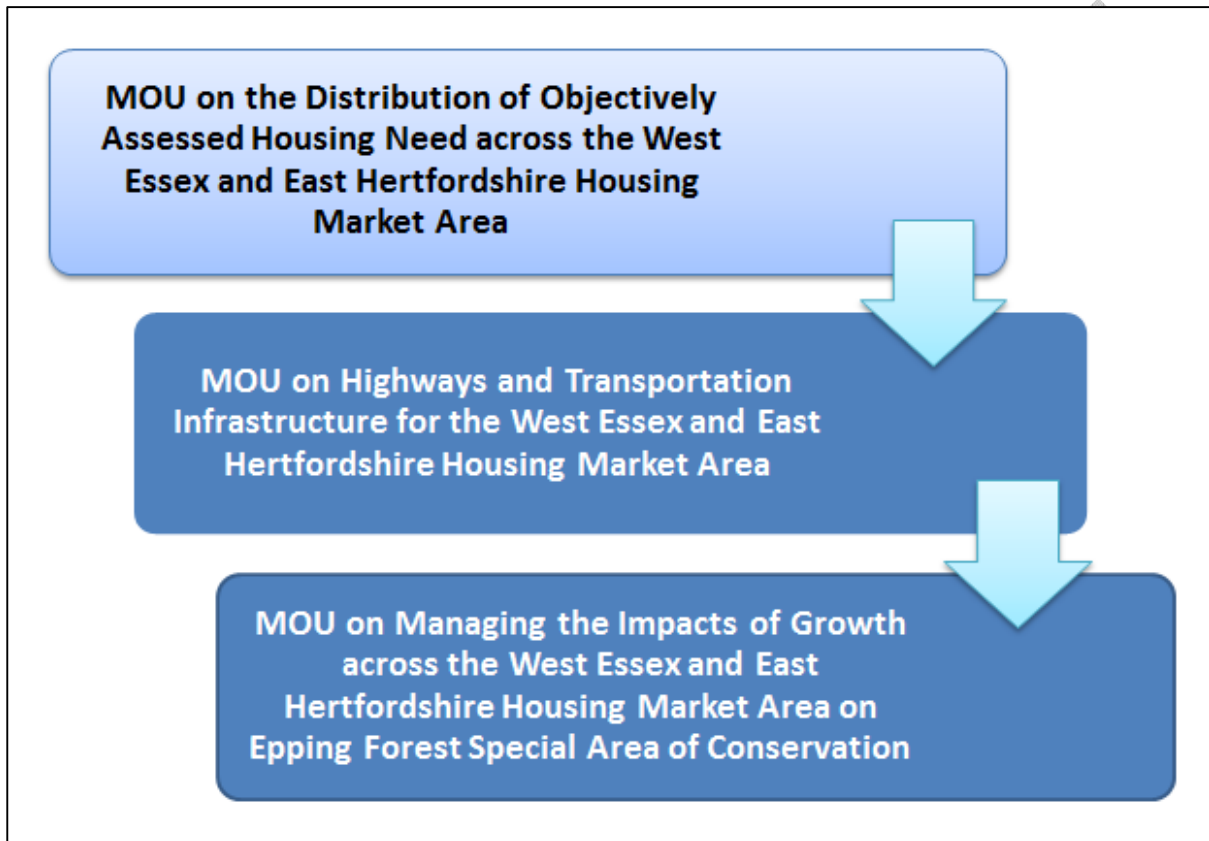 MOU on the Distribution of Objectively
Assessed Housing Need across the West
Essex and East Hertfordshire Housing
Market Area
MOU on Highways and Transportation
Infrastructure for the West Essex and East
Hertfordshire Housing Market Area
MOU on Managing the Impacts of Growth
across the West Essex and East
Hertfordshire Housing Market Area on
Epping Forest Special Area of Conservation